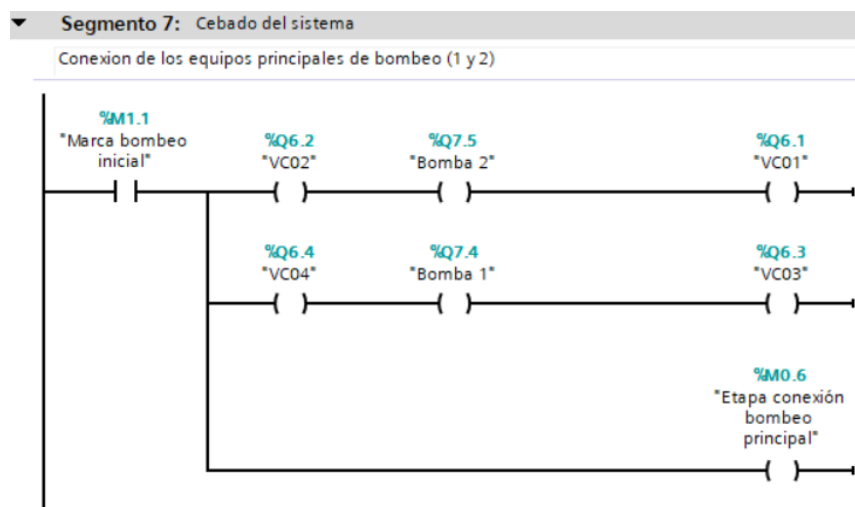 Segmento 7: Cebado del sistema
Conexion de los equipos principales de bombeo (1 y 2)
%M1.1
"Marca bombeo
inicial"
%Q6.2
"VC02"
%Q7.5
"Bomba 2"
%Q6.1
"VC01"
%Q6.4
"VC04"
%Q7.4
"Bomba 1"
%Q6.3
"VC03"
%M0.6
"Etapa conexión
bombeo
principal"